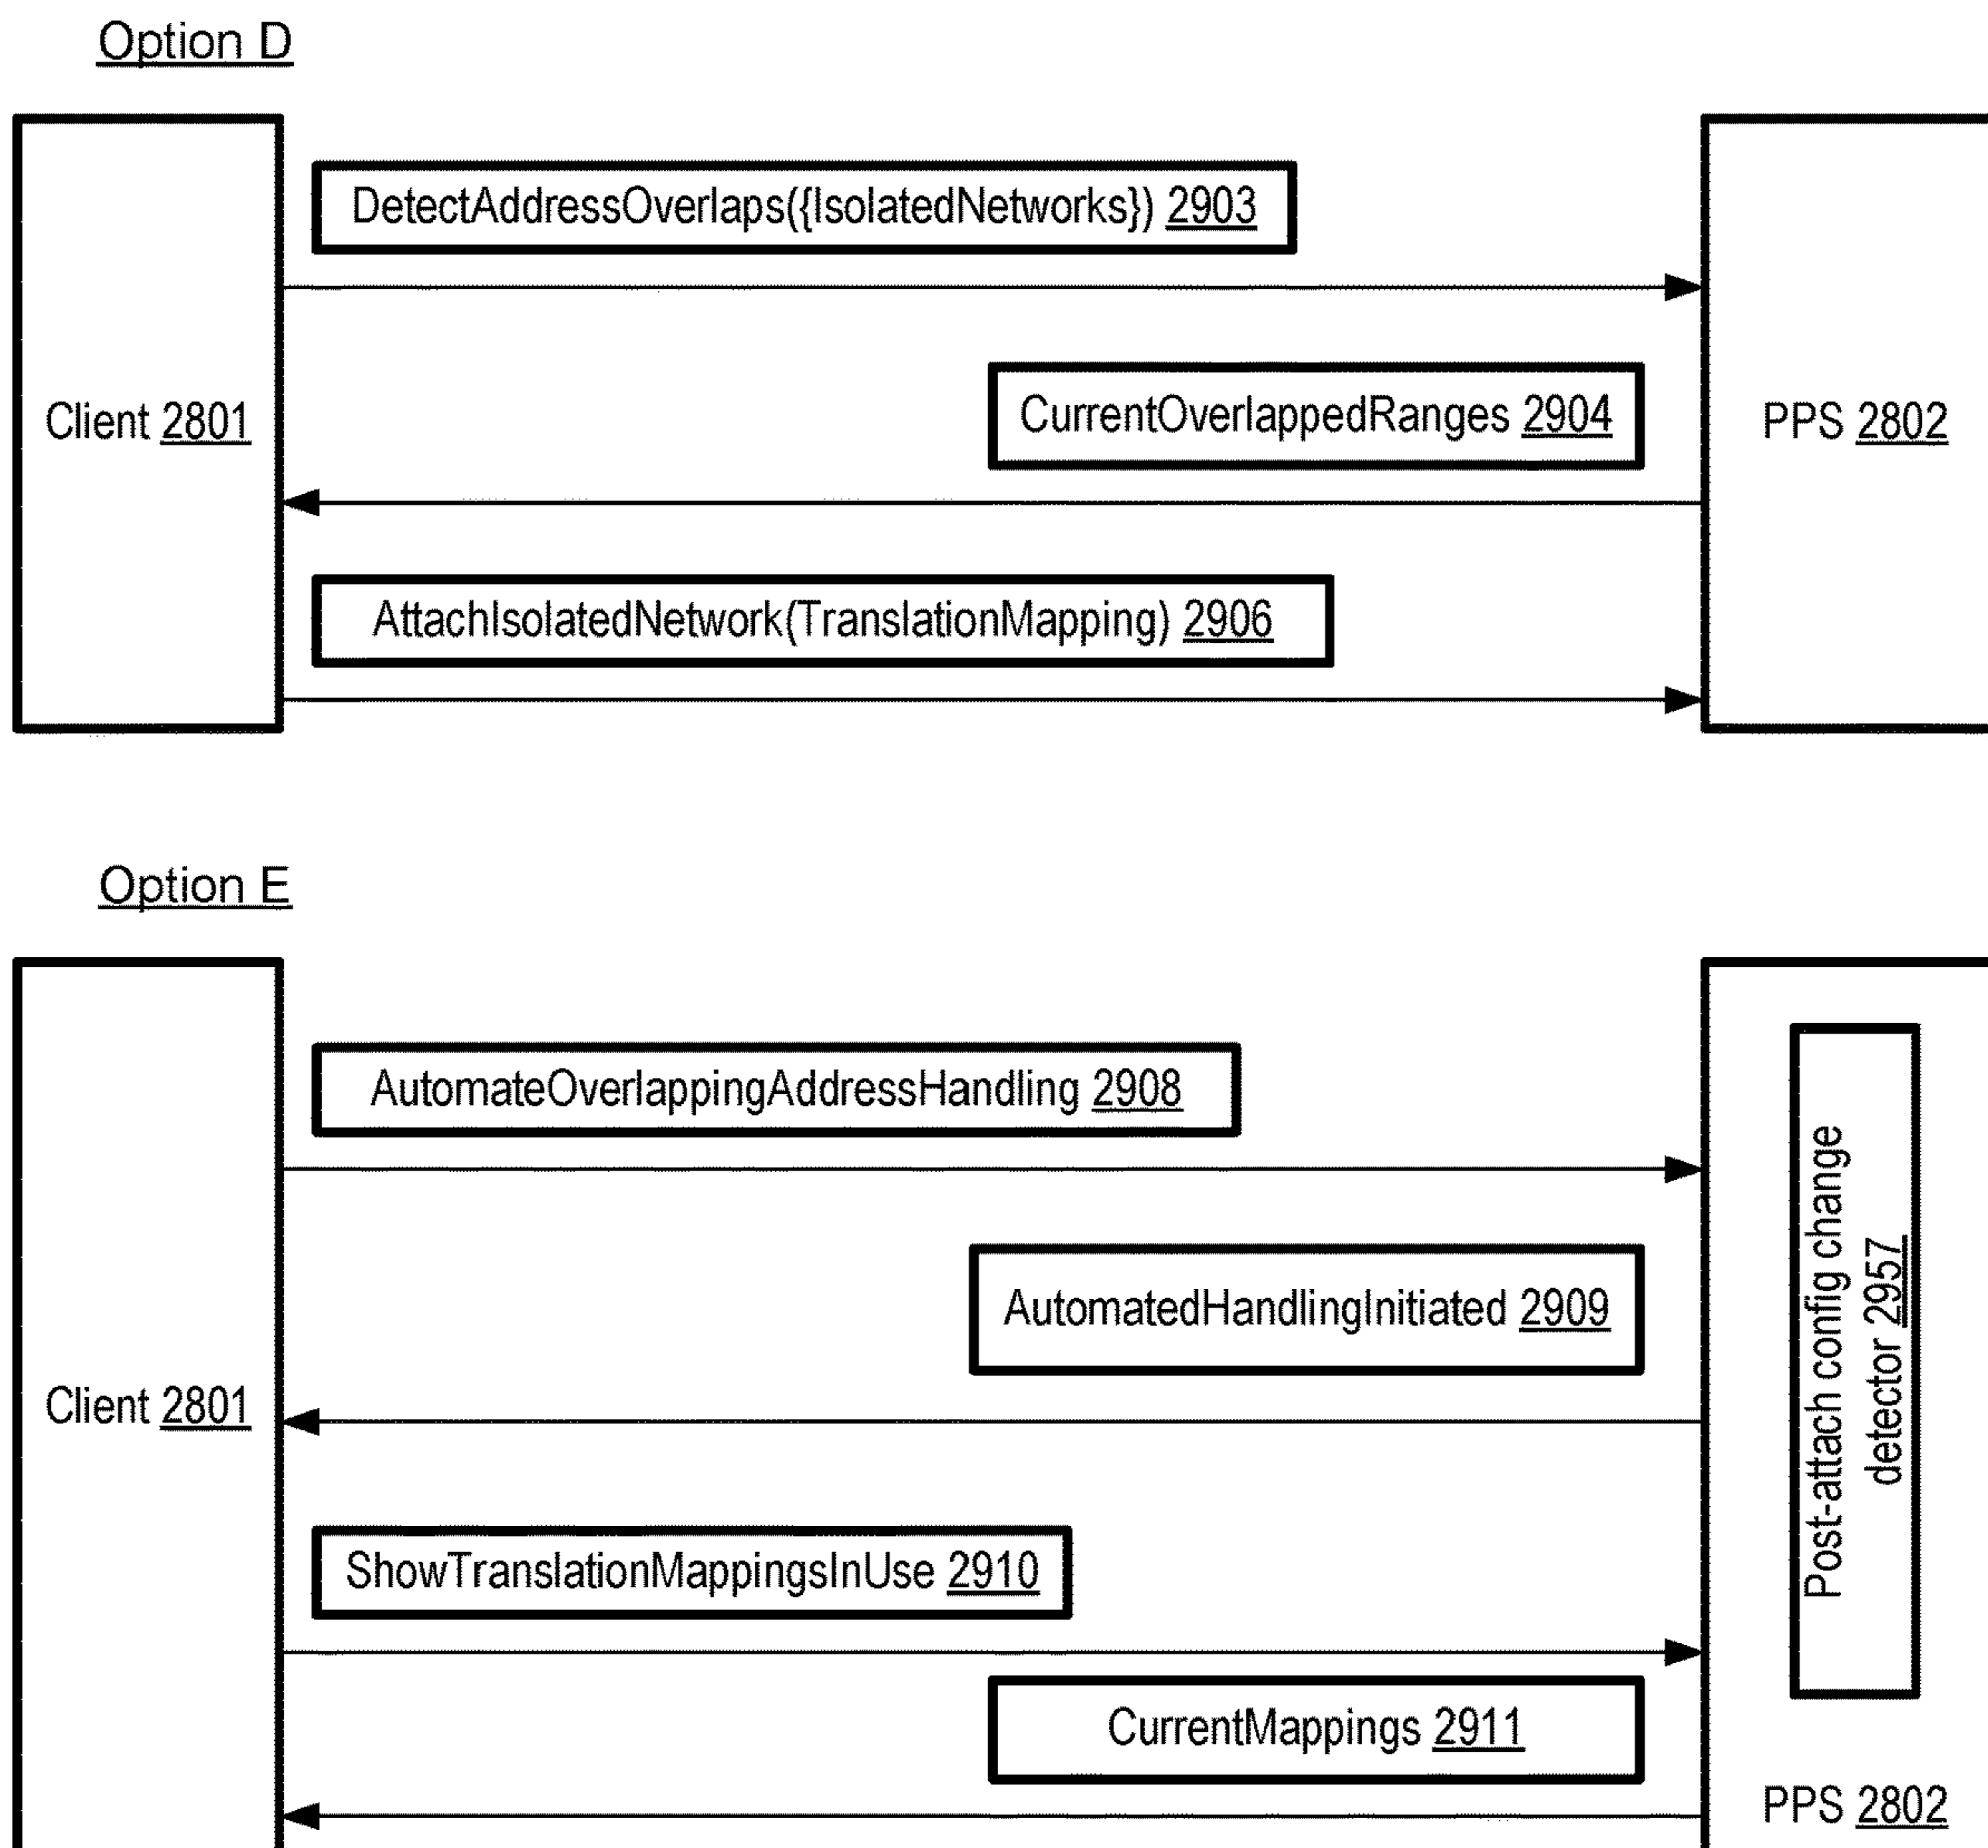 Option D
DetectAddressOverlaps({IsolatedNetworks}) 2903
CurrentOverlappedRanges 2904
Client 2801
PPS 2802
AttachIsolatedNetwork(TranslationMapping) 2906
Option E
AutomateOverlappingAddressHandling 2908
AutomatedHandlingInitiated 2909
Client 2801
Post-attach config change
detector 2957
ShowTranslationMappingsInUse 2910
CurrentMappings 2911
PPS 2802